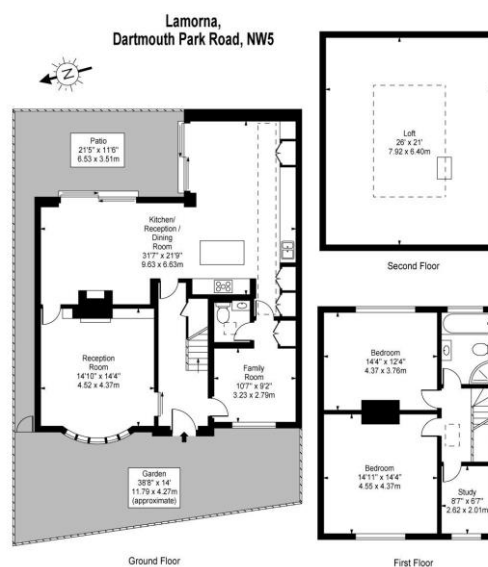 Lamorna,
Dartmouth Park Road, NW5
N
Patio
21'5" x 11'6"
6.53 x 3.51m
Kitchen/
Reception /
Dining
Room
31'7" x 21'9"
9.63 x 6.63m
Reception
Room
14'10" x 14'4"
4.52 x 4.37m
Family
Room
10'7" x 9'2"
3.23 x 2.79m
Garden
38'8" x 14'
11.79 x 4.27m
(approximate)
Ground Floor
Loft
26' x 21'
7.92 x 6.40m
Second Floor
Bedroom
14'4" x 12'4"
4.37 x 3.76m
Bedroom
14'11" x 14'4"
4.55 x 4.37m
Study
8'7" x 6'7"
2.62 x 2.01m
First Floor